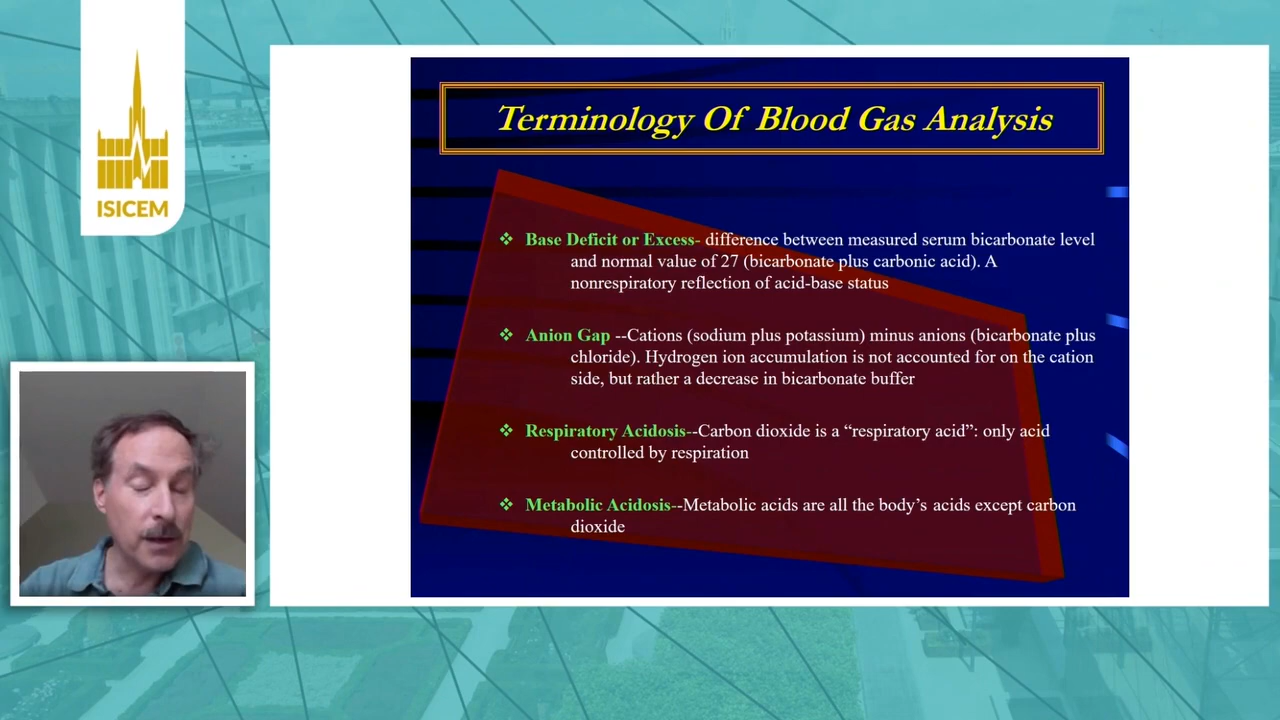 ISICEM
Terminology Of Blood Gas Analysis
❖ Base Deficit or Excess- difference between measured serum bicarbonate level
and normal value of 27 (bicarbonate plus carbonic acid). A
nonrespiratory reflection of acid-base status
❖ Anion Gap --Cations (sodium plus potassium) minus anions (bicarbonate plus
chloride). Hydrogen ion accumulation is not accounted for on the cation
side, but rather a decrease in bicarbonate buffer
❖ Respiratory Acidosis--Carbon dioxide is a “respiratory acid”: only acid
controlled by respiration
❖ Metabolic Acidosis--Metabolic acids are all the body’s acids except carbon
dioxide